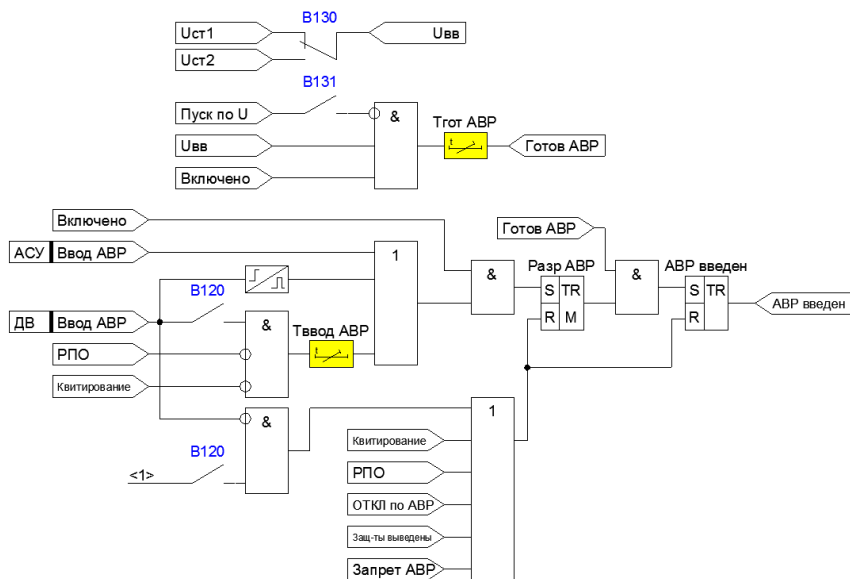 B130
Uст1
Uвв
Uст2
B131
Пуск по U
&
Тгот АВР
t
Готов АВР
Uвв
Включено
Включено
Готов АВР
АСУ Ввод АВР
1
&
Разр АВР
&
АВР введен
S TR
S TR
АВР введен
B120
R M
R
ДВ Ввод АВР
&
Тввод АВР
t
РПО
Квитирование
&
1
B120
Квитирование
<1>
РПО
ОТКЛ по АВР
Защ-ты выведены
Запрет АВР